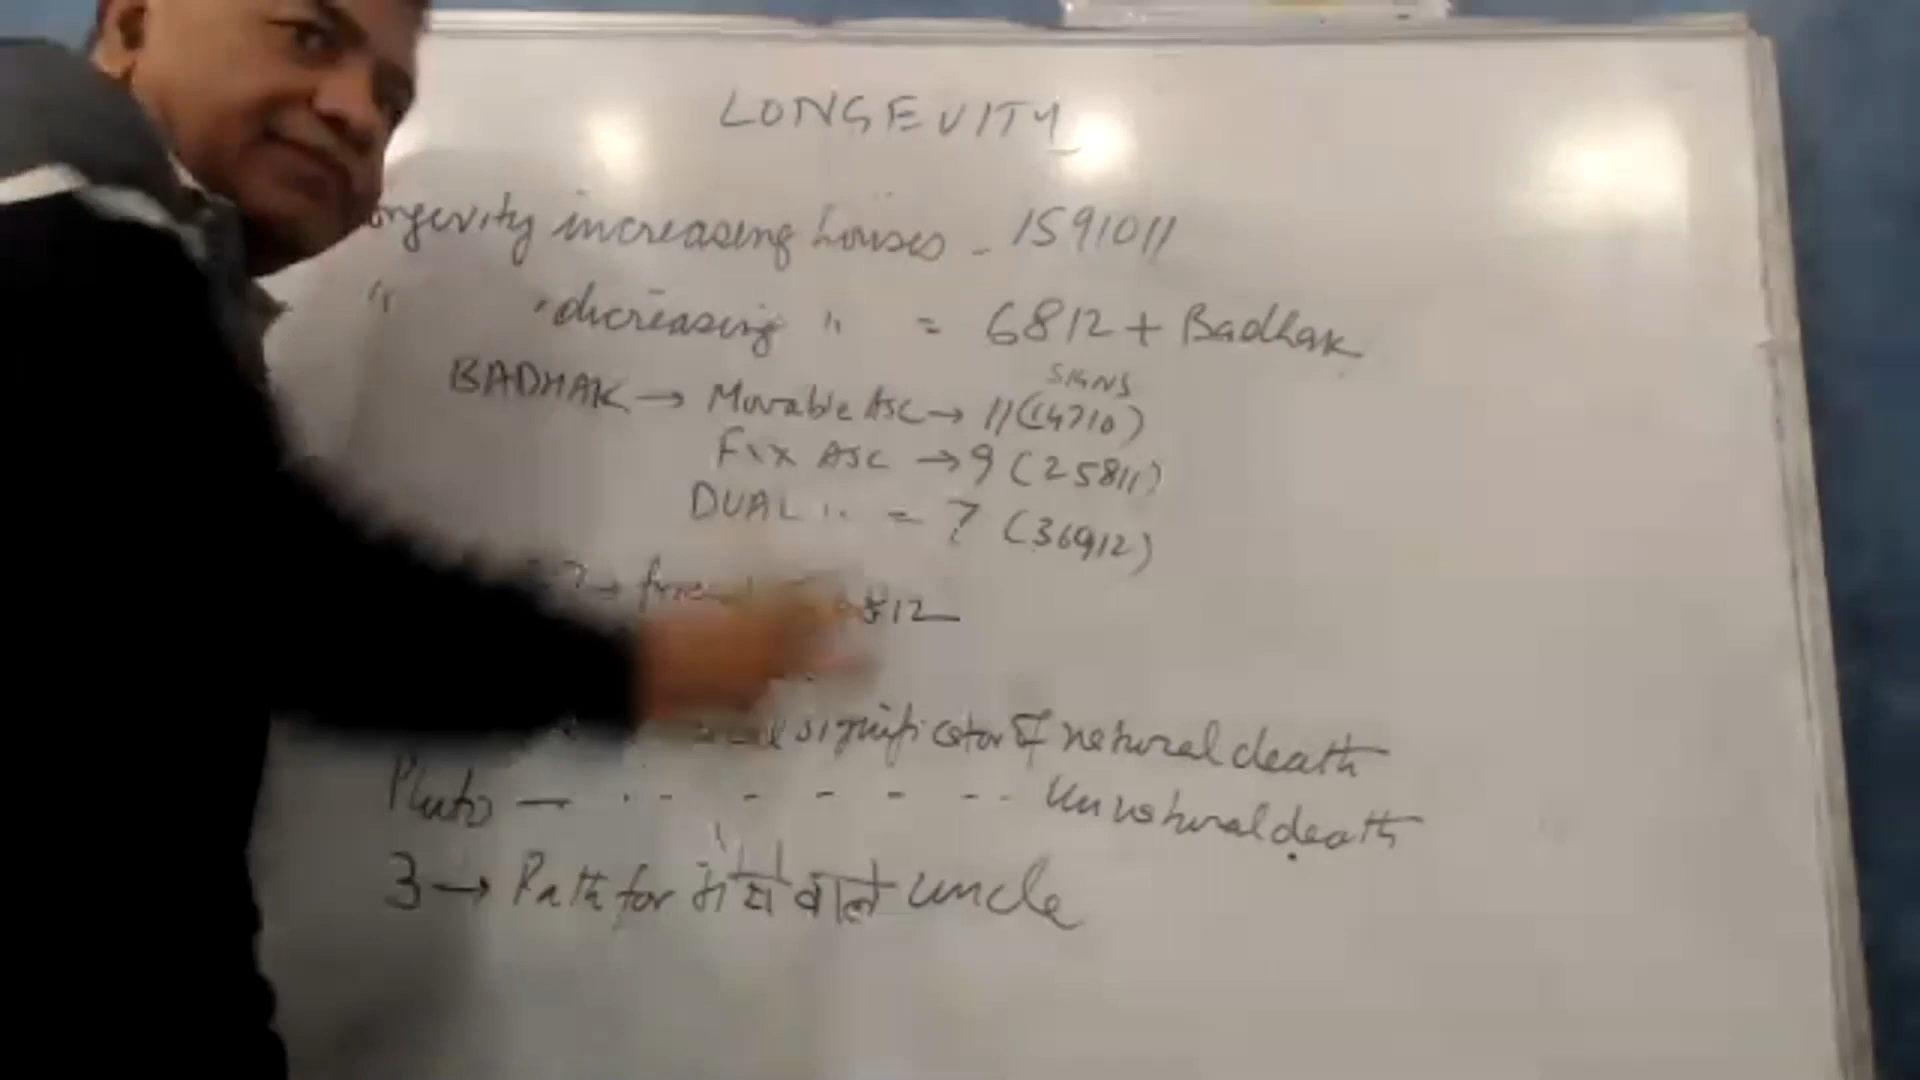 LONGEVITY
ongevity increasing houses - 1591011
" " decreasing " = 6812 + Badhak
SIGNS
BADHAK → Movable ASC → 11 (14710)
Fix ASC → 9 (25811)
DUAL " = 7 (36912)
812
significator of natural death
Pluto — - - - - - - - Unnatural death
3 → Path for uncle